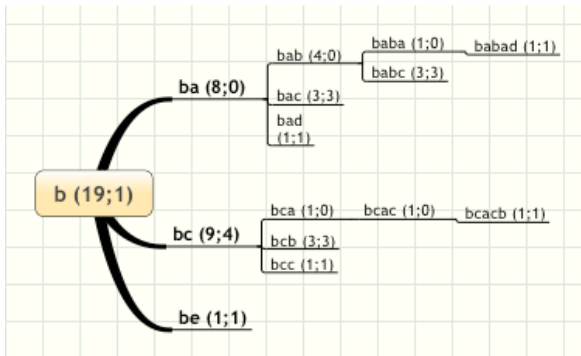 b (19;1)
ba (8;0)
bab (4;0)
baba (1;0)
babad (1;1)
babc (3;3)
bac (3;3)
bad
(1;1)
bc (9;4)
bca (1;0)
bcac (1;0)
bcacb (1;1)
bcb (3;3)
bcc (1;1)
be (1;1)